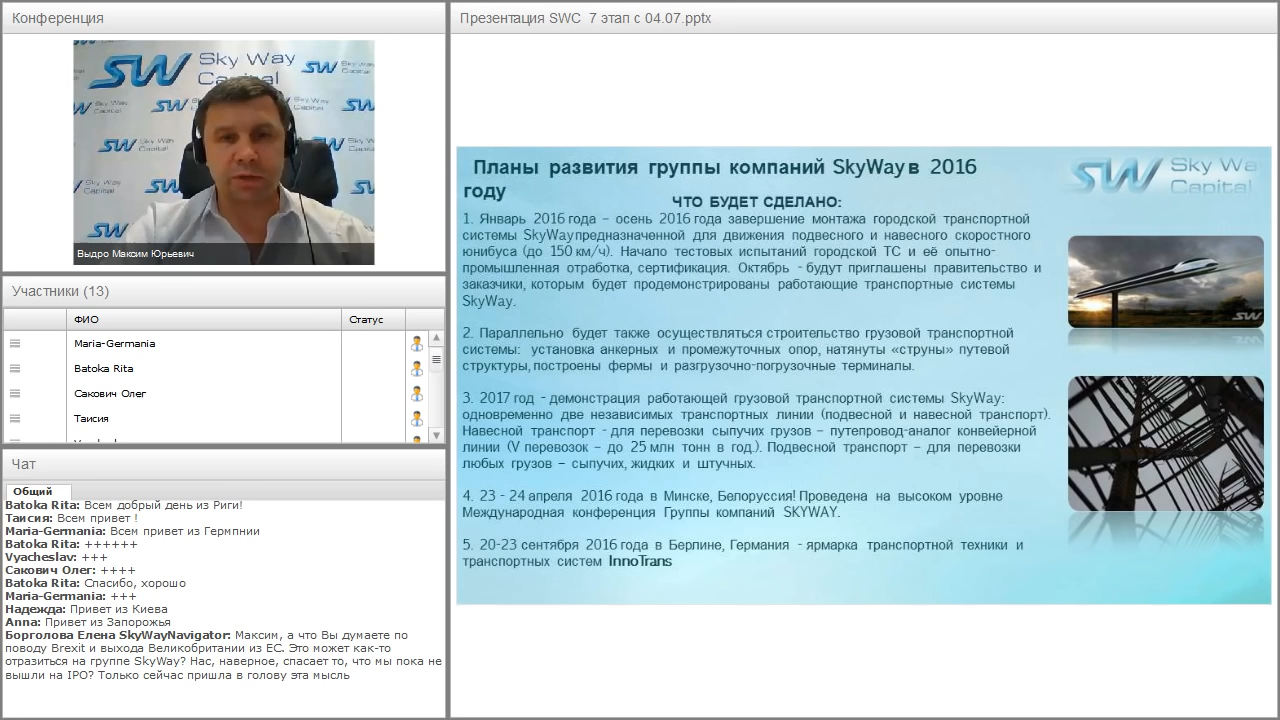 Конференция
Sky Way
Capital
SW
Sky Way
Capital
Выдро Максим Юрьевич
Участники (13)
ФИО
Статус
Maria-Germania
Batoka Rita
Сакович Олег
Таисия
Чат
Общий
Batoka Rita: Всем добрый день из Риги!
Таисия: Всем привет !
Maria-Germania: Всем привет из Гермпнии
Batoka Rita: ++++++
Vyacheslav: +++
Сакович Олег: ++++
Batoka Rita: Спасибо, хорошо
Maria-Germania: +++
Надежда: Привет из Киева
Anna: Привет из Запорожья
Борголова Елена SkyWayNavigator: Максим, а что Вы думаете по
поводу Brexit и выхода Великобритании из ЕС. Это может как-то
отразиться на группе SkyWay? Нас, наверное, спасает то, что мы пока не
вышли на IPO? Только сейчас пришла в голову эта мысль
Презентация SWC 7 этап с 04.07.pptx
Планы развития группы компаний SkyWay в 2016
году
ЧТО БУДЕТ СДЕЛАНО:
1. Январь 2016 года – осень 2016 года завершение монтажа городской транспортной
системы SkyWay предназначенной для движения подвесного и навесного скоростного
юнибуса (до 150 км/ч). Начало тестовых испытаний городской ТС и её опытно-
промышленная отработка, сертификация. Октябрь - будут приглашены правительство и
заказчики, которым будет продемонстрированы работающие транспортные системы
SkyWay.
2. Параллельно будет также осуществляться строительство грузовой транспортной
системы: установка анкерных и промежуточных опор, натянуты «струны» путевой
структуры, построены фермы и разгрузочно-погрузочные терминалы.
3. 2017 год - демонстрация работающей грузовой транспортной системы SkyWay:
одновременно две независимых транспортных линии (подвесной и навесной транспорт).
Навесной транспорт - для перевозки сыпучих грузов – путепровод-аналог конвейерной
линии (V перевозок – до 25 млн тонн в год.). Подвесной транспорт – для перевозки
любых грузов – сыпучих, жидких и штучных.
4. 23 - 24 апреля 2016 года в Минске, Белоруссия! Проведена на высоком уровне
Международная конференция Группы компаний SKYWAY.
5. 20-23 сентября 2016 года в Берлине, Германия - ярмарка транспортной техники и
транспортных систем InnoTrans
SW Sky Wa
Capital
SW